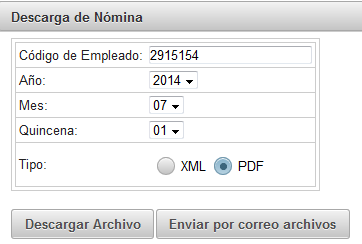 Descarga de Nómina
Código de Empleado: 2915154
Año: 2014
Mes: 07
Quincena: 01
Tipo: XML PDF
Descargar Archivo Enviar por correo archivos